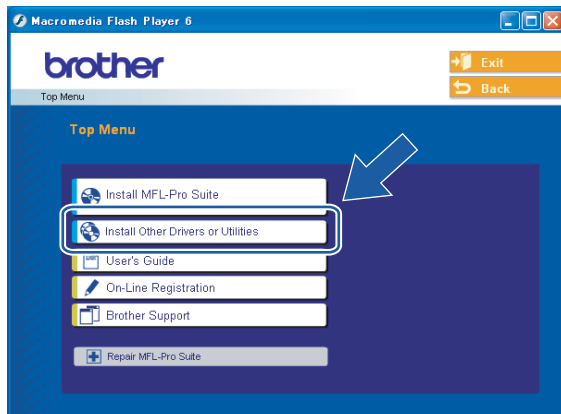 Macromedia Flash Player 6
brother
Exit
Top Menu
Back
Top Menu
Install MFL-Pro Suite
Install Other Drivers or Utilities
User's Guide
On-Line Registration
Brother Support
Repair MFL-Pro Suite